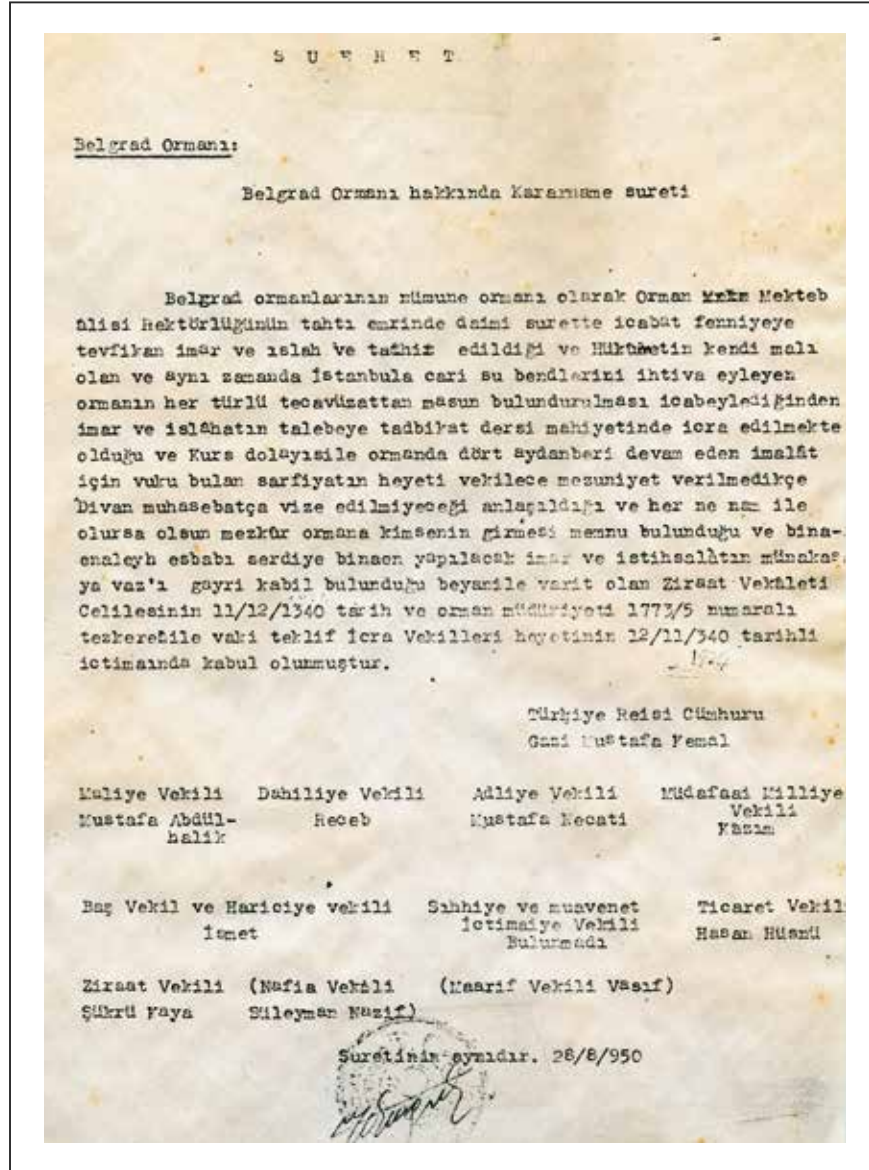 S U R E T
Belgrad Ormanı:
Belgrad Ormanı hakkında Kararname sureti
Belgrad ormanlarının nümune ormanı olarak Orman Mekteb
âlisi Rektörlüğünün tahtı emrinde daimi surette icabat fenniyeye
tevfikan imar ve ıslah ve tathir edildiği ve Hükûmetin kendi malı
olan ve aynı zamanda İstanbula cari su bendlerini ihtiva eyleyen
ormanın her türlü tecavüzattan masun bulundurulması icabeylediğinden
imar ve islâhatın talebeye tadbikat dersi mahiyetinde icra edilmekte
olduğu ve Kurs dolayısile ormanda dört aydanberi devam eden imalât
için vuku bulan sarfiyatın heyeti vekilece mezuniyet verilmedikçe
Divan muhasebatça vize edilmiyeceği anlaşıldığı ve her ne nam ile
olursa olsun mezkûr ormana kimsenin girmesi memnu bulunduğu ve bina-
enaleyh esbabı serdiye binaen yapılacak imar ve istihsalâtın münakas
ya vaz'ı gayri kabil bulunduğu beyanile varit olan Ziraat Vekâleti
Celilesinin 11/12/1340 tarih ve orman müdüriyeti 1773/5 numaralı
tezkeresile vaki teklif İcra Vekilleri heyetinin 12/11/340 tarihli
ictimaında kabul olunmuştur.
1924
Türkiye Reisi Cümhuru
Gazi Mustafa Kemal
Maliye Vekili Dahiliye Vekili Adliye Vekili Müdafaai Milliye
Vekili
Mustafa Abdül- Receb Mustafa Necati Kazım
halik
Baş Vekil ve Hariciye vekili Sıhhiye ve muavenet Ticaret Vekil
İsmet İctimaiye Vekili Hasan Hüsnü
Bulunmadı
Ziraat Vekili (Nafia Vekili (Maarif Vekili Vasıf)
Şükrü Kaya Süleyman Nazif)
Suretinin aynıdır. 28/8/950